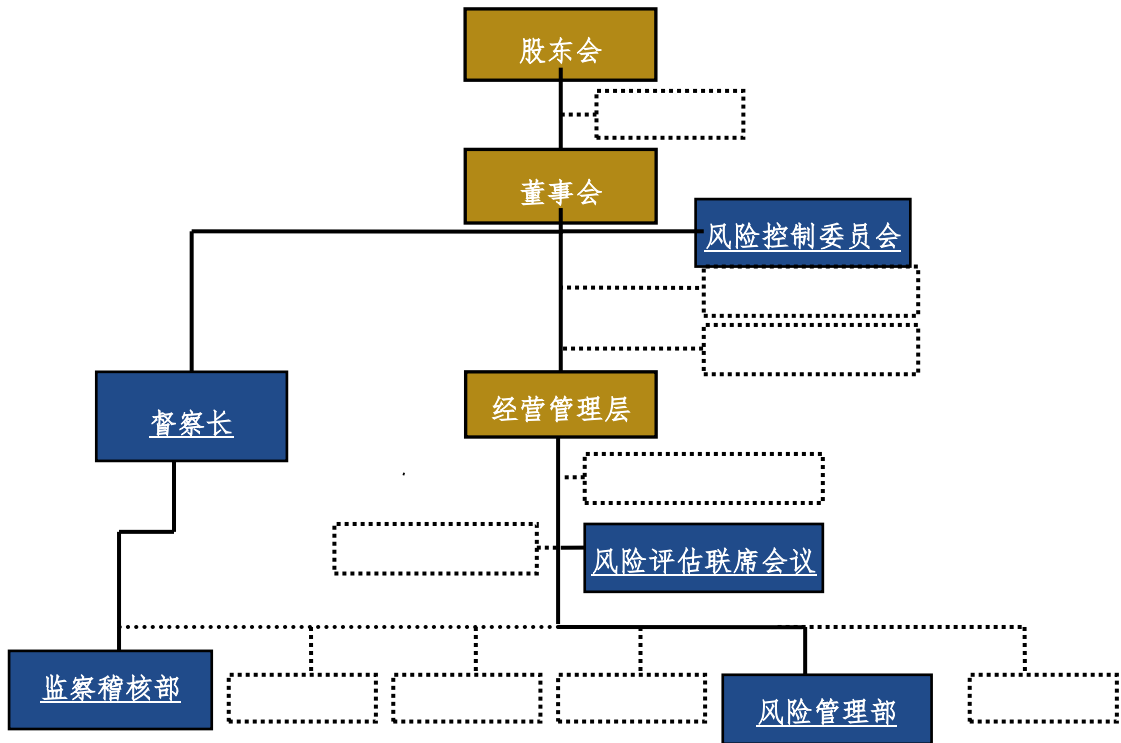 股东会
董事会
风险控制委员会
督察长
经营管理层
风险评估联席会议
监察稽核部
风险管理部